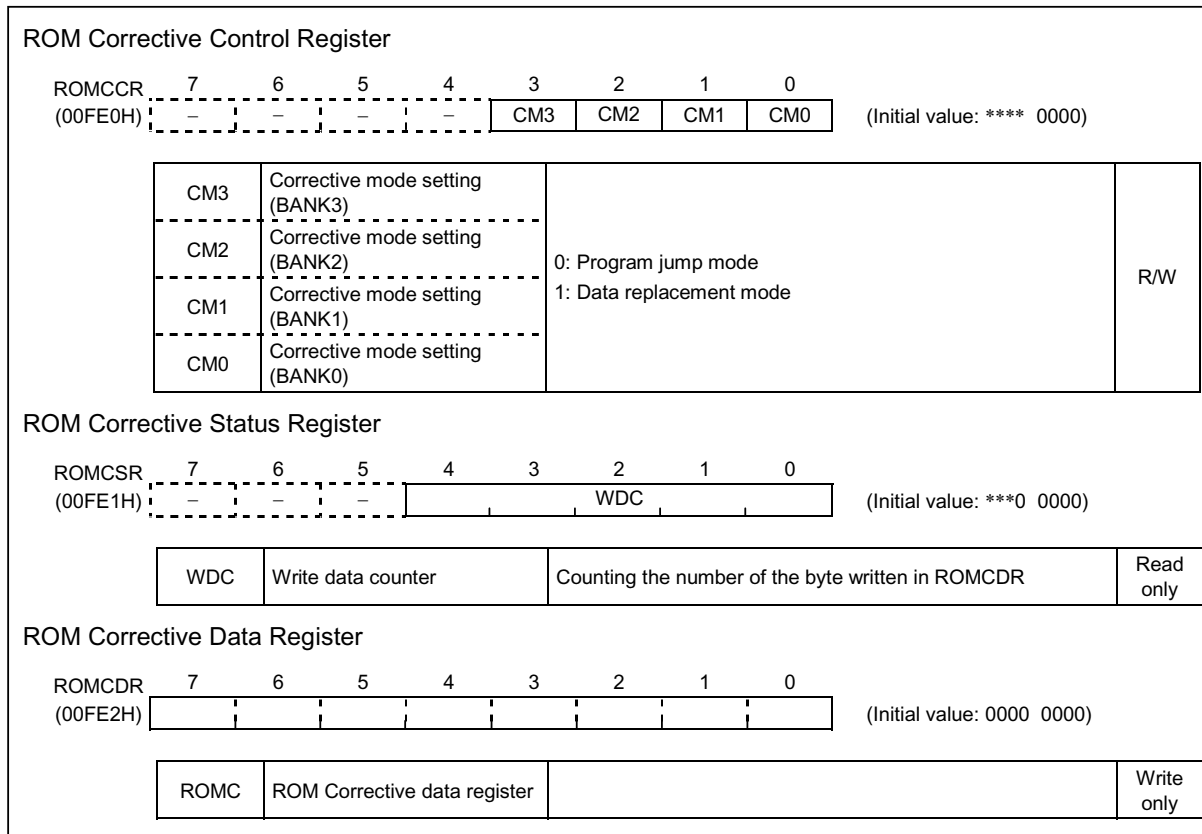 ROM Corrective Control Register
ROMCCR 7 6 5 4 3 2 1 0
(00FE0H) – – – – CM3 CM2 CM1 CM0 (Initial value: **** 0000)
CM3 Corrective mode setting
(BANK3)
CM2 Corrective mode setting
(BANK2)
CM1 Corrective mode setting
(BANK1)
CM0 Corrective mode setting
(BANK0)
0: Program jump mode
1: Data replacement mode
R/W
ROM Corrective Status Register
ROMCSR 7 6 5 4 3 2 1 0
(00FE1H) – – – WDC (Initial value: ***0 0000)
WDC Write data counter Counting the number of the byte written in ROMCDR Read
only
ROM Corrective Data Register
ROMCDR 7 6 5 4 3 2 1 0
(00FE2H) (Initial value: 0000 0000)
ROMC ROM Corrective data register Write
only